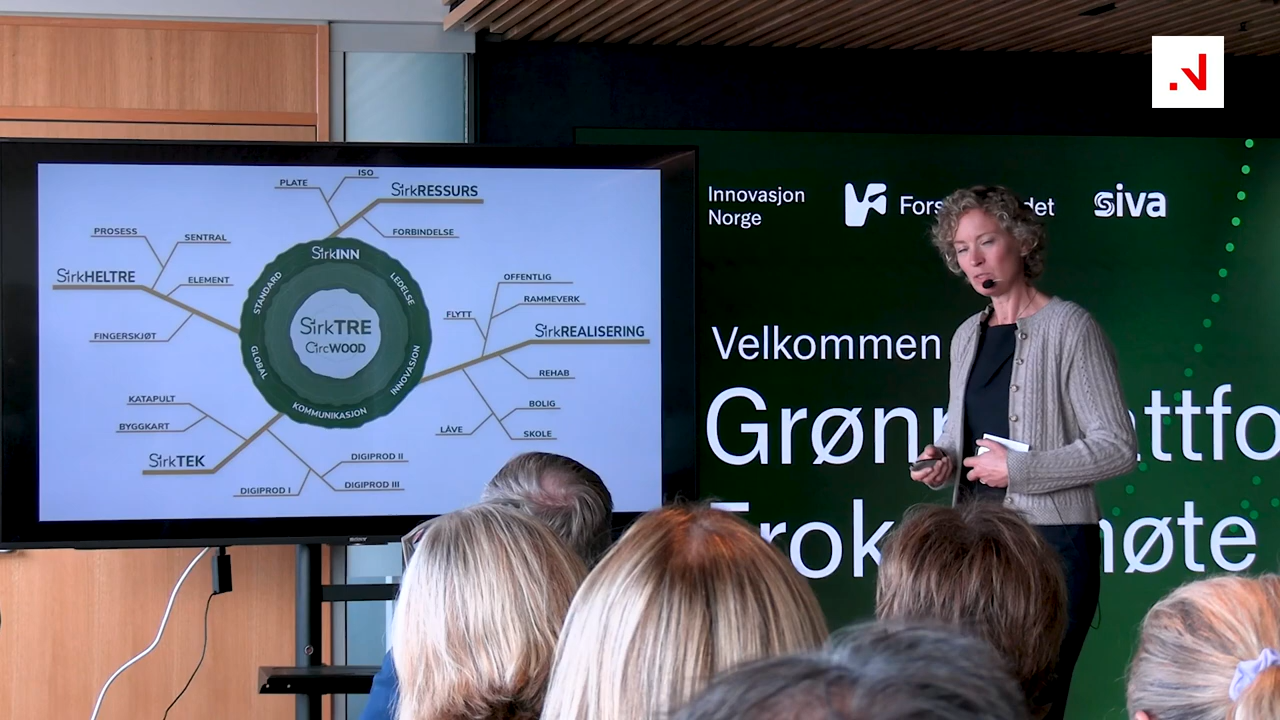 PLATE
ISO
SirkRESSURS
FORBINDELSE
PROSESS
SENTRAL
SirkHELTRE
ELEMENT
FINGERSKJØT
SirkINN
STANDARD
LEDELSE
GLOBAL
INNOVASJON
KOMMUNIKASJON
SirkTRE
CircWOOD
OFFENTLIG
RAMMEVERK
FLYTT
SirkREALISERING
REHAB
BOLIG
LÅVE
SKOLE
KATAPULT
BYGGKART
SirkTEK
DIGIPROD II
DIGIPROD I
DIGIPROD III
Innovasjon
Norge
siva
Velkommen